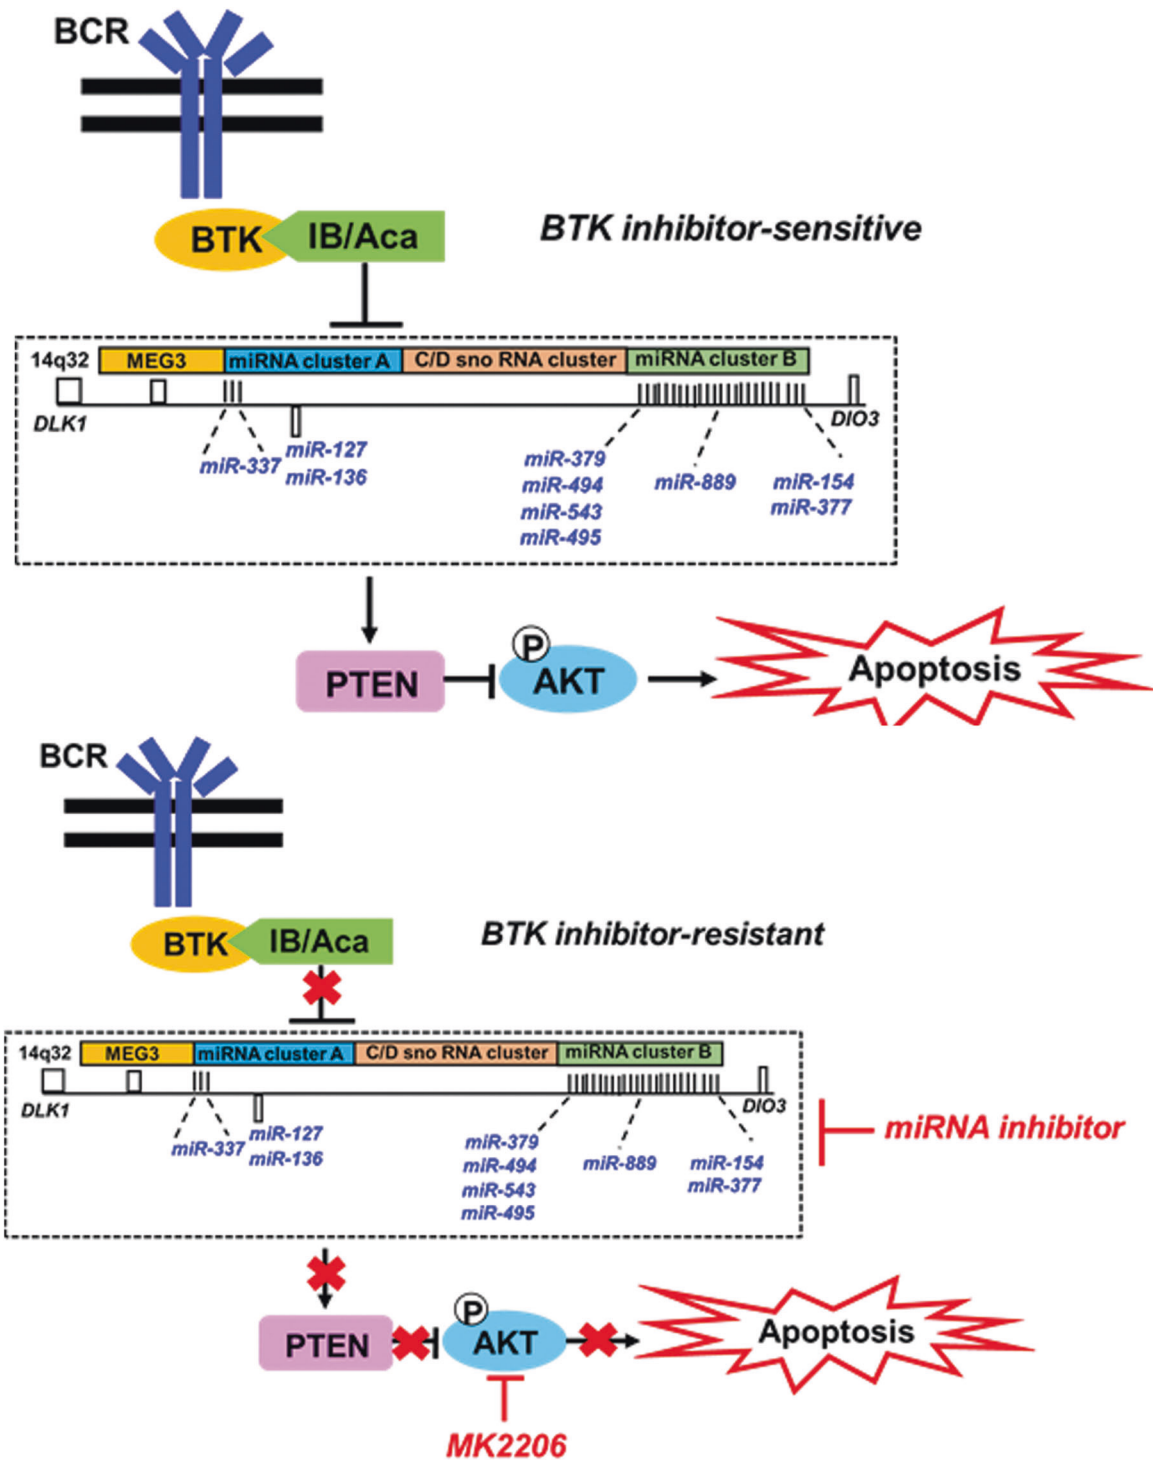 BCR
BTK IB/Aca
BTK inhibitor-sensitive
14q32 MEG3 miRNA cluster A C/D sno RNA cluster miRNA cluster B
DLK1 DIO3
miR-337 miR-127
miR-136
miR-379
miR-494
miR-543
miR-495
miR-889
miR-154
miR-377
PTEN P AKT Apoptosis
BCR
BTK IB/Aca
BTK inhibitor-resistant
14q32 MEG3 miRNA cluster A C/D sno RNA cluster miRNA cluster B
DLK1 DIO3
miR-337 miR-127
miR-136
miR-379
miR-494
miR-543
miR-495
miR-889
miR-154
miR-377
miRNA inhibitor
PTEN P AKT Apoptosis
MK2206